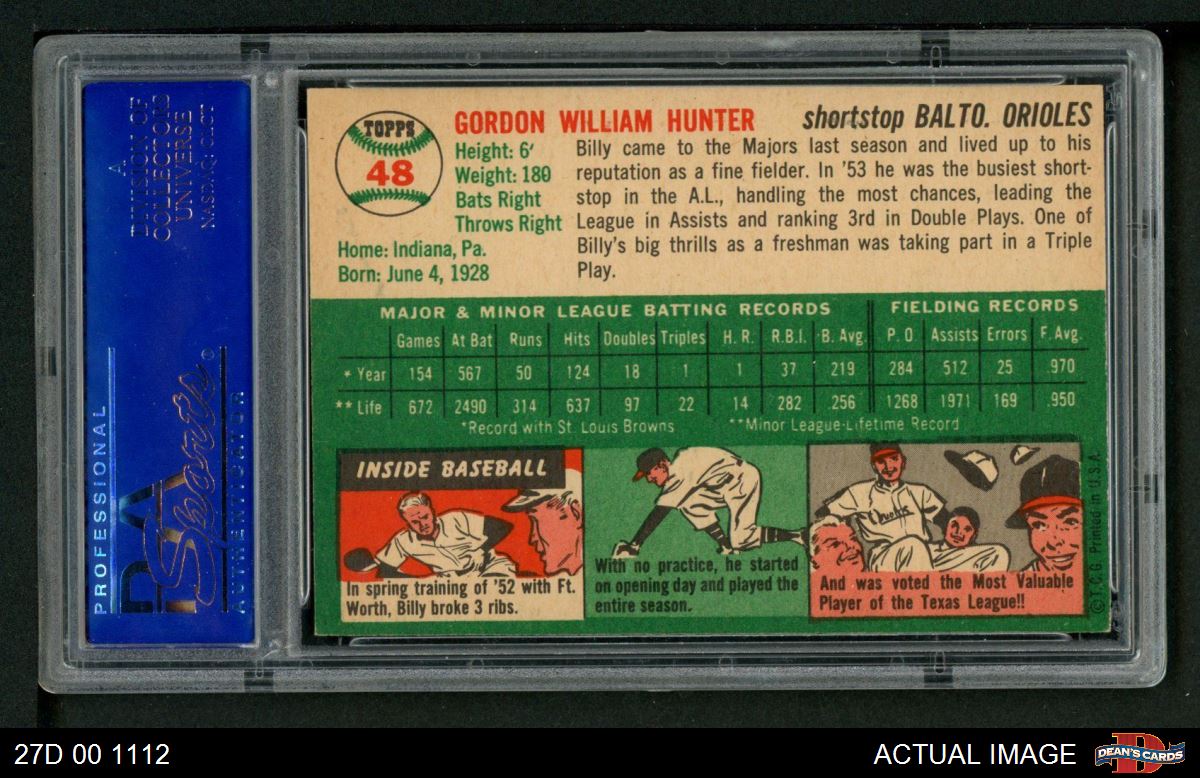 A
DIVISION OF
COLLECTORS
UNIVERSE
NASDAQ: CLCT
PROFESSIONAL
PSA
Sports
AUTHENTICATOR
TOPPS
48
GORDON WILLIAM HUNTER
shortstop BALTO. ORIOLES
Height: 6'
Weight: 180
Bats Right
Throws Right
Home: Indiana, Pa.
Born: June 4, 1928
Billy came to the Majors last season and lived up to his
reputation as a fine fielder. In '53 he was the busiest short-
stop in the A.L., handling the most chances, leading the
League in Assists and ranking 3rd in Double Plays. One of
Billy's big thrills as a freshman was taking part in a Triple
Play.
MAJOR & MINOR LEAGUE BATTING RECORDS FIELDING RECORDS
Games At Bat Runs Hits Doubles Triples H. R. R.B.I. B. Avg. P. O Assists Errors F. Avg.
* Year 154 567 50 124 18 1 1 37 219 284 512 25 .970
** Life 672 2490 314 637 97 22 14 282 .256 1268 1971 169 .950
*Record with St Louis Browns **Minor League-Lifetime Record
INSIDE BASEBALL
In spring training of '52 with Ft.
Worth, Billy broke 3 ribs.
With no practice, he started
on opening day and played the
entire season.
And was voted the Most Valuable
Player of the Texas League!!
© T.C.G. Printed in U.S.A.
27D 00 1112
ACTUAL IMAGE
DEAN'S CARDS